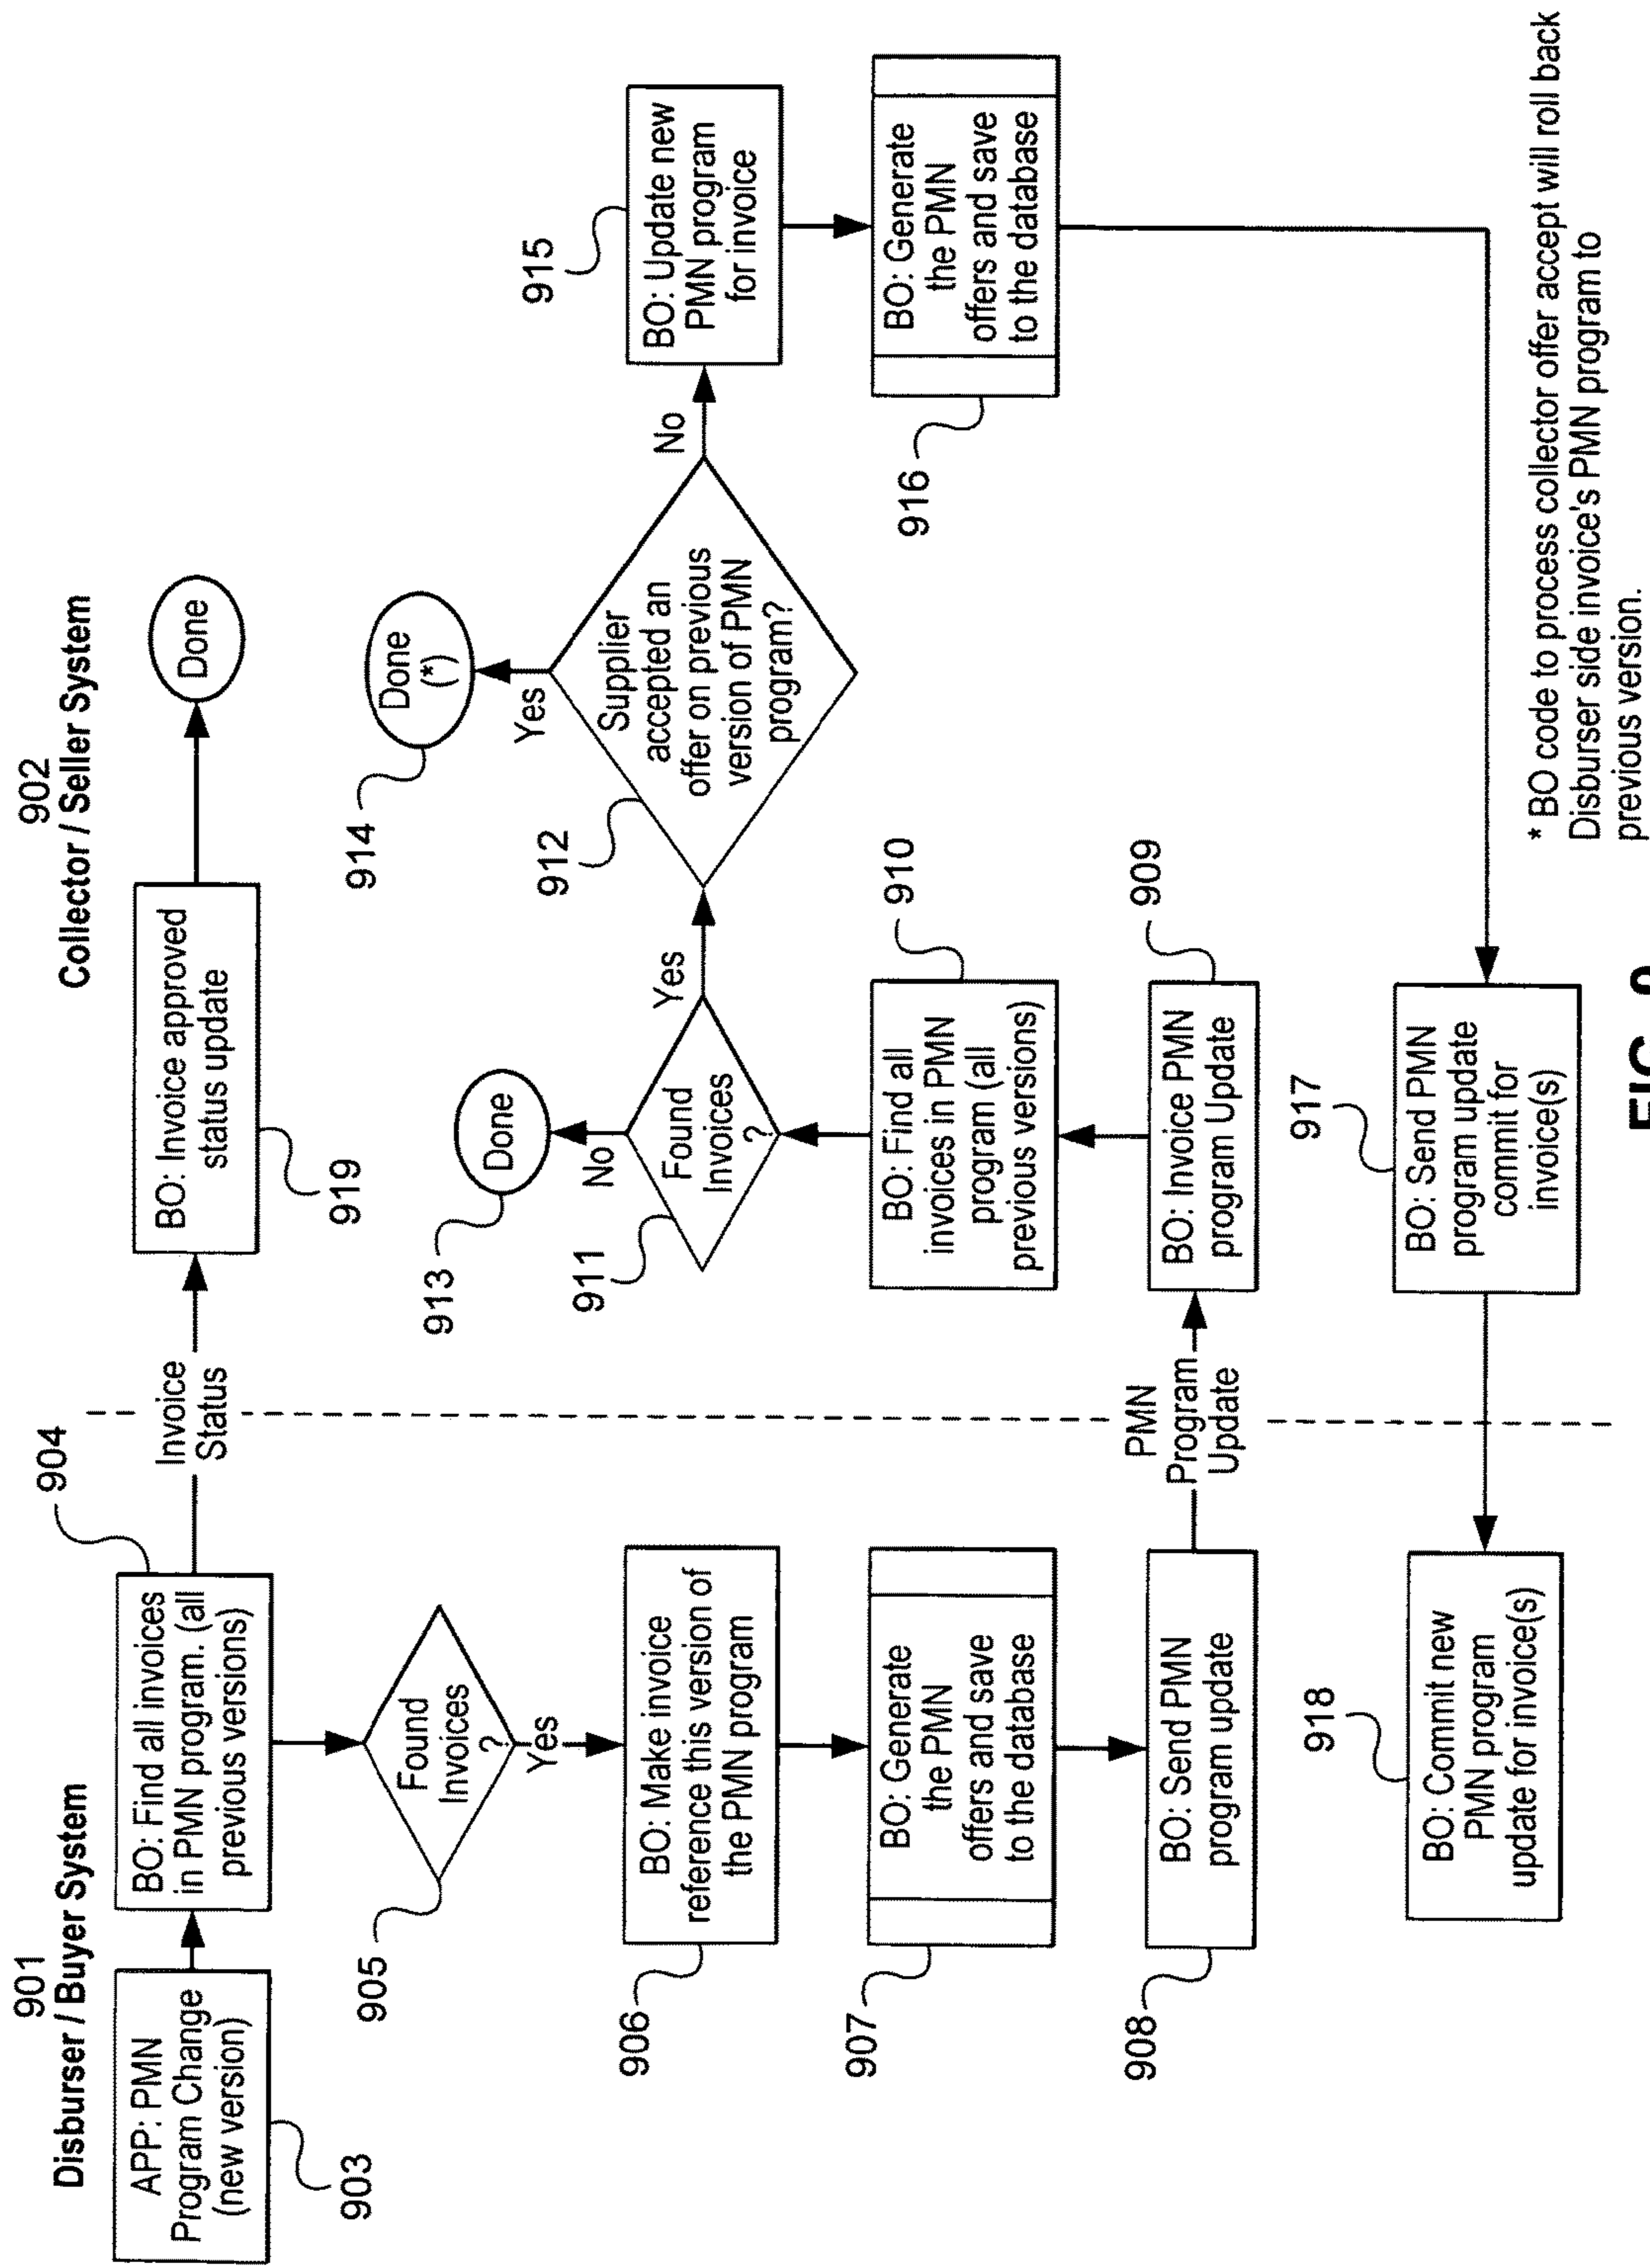 901
Disburser / Buyer System
APP: PMN
Program Change
(new version)
903
BO: Find all invoices
in PMN program. (all
previous versions)
904
Found
Invoices
?
905
Yes
BO: Make invoice
reference this version of
the PMN program
906
BO: Generate
the PMN
offers and save
to the database
907
BO: Send PMN
program update
908
BO: Commit new
PMN program
update for invoice(s)
918
Invoice
Status
PMN
Program
Update
902
Collector / Seller System
BO: Invoice approved
status update
919
Done
BO: Invoice PMN
program Update
909
BO: Find all
invoices in PMN
program (all
previous versions)
910
Found
Invoices
?
911
No
Done
913
Yes
Supplier
accepted an
offer on previous
version of PMN
program?
912
Yes
Done
(*)
914
No
BO: Update new
PMN program
for invoice
915
BO: Generate
the PMN
offers and save
to the database
916
BO: Send PMN
program update
commit for
invoice(s)
917
* BO code to process collector offer accept will roll back
Disburser side invoice's PMN program to
previous version.